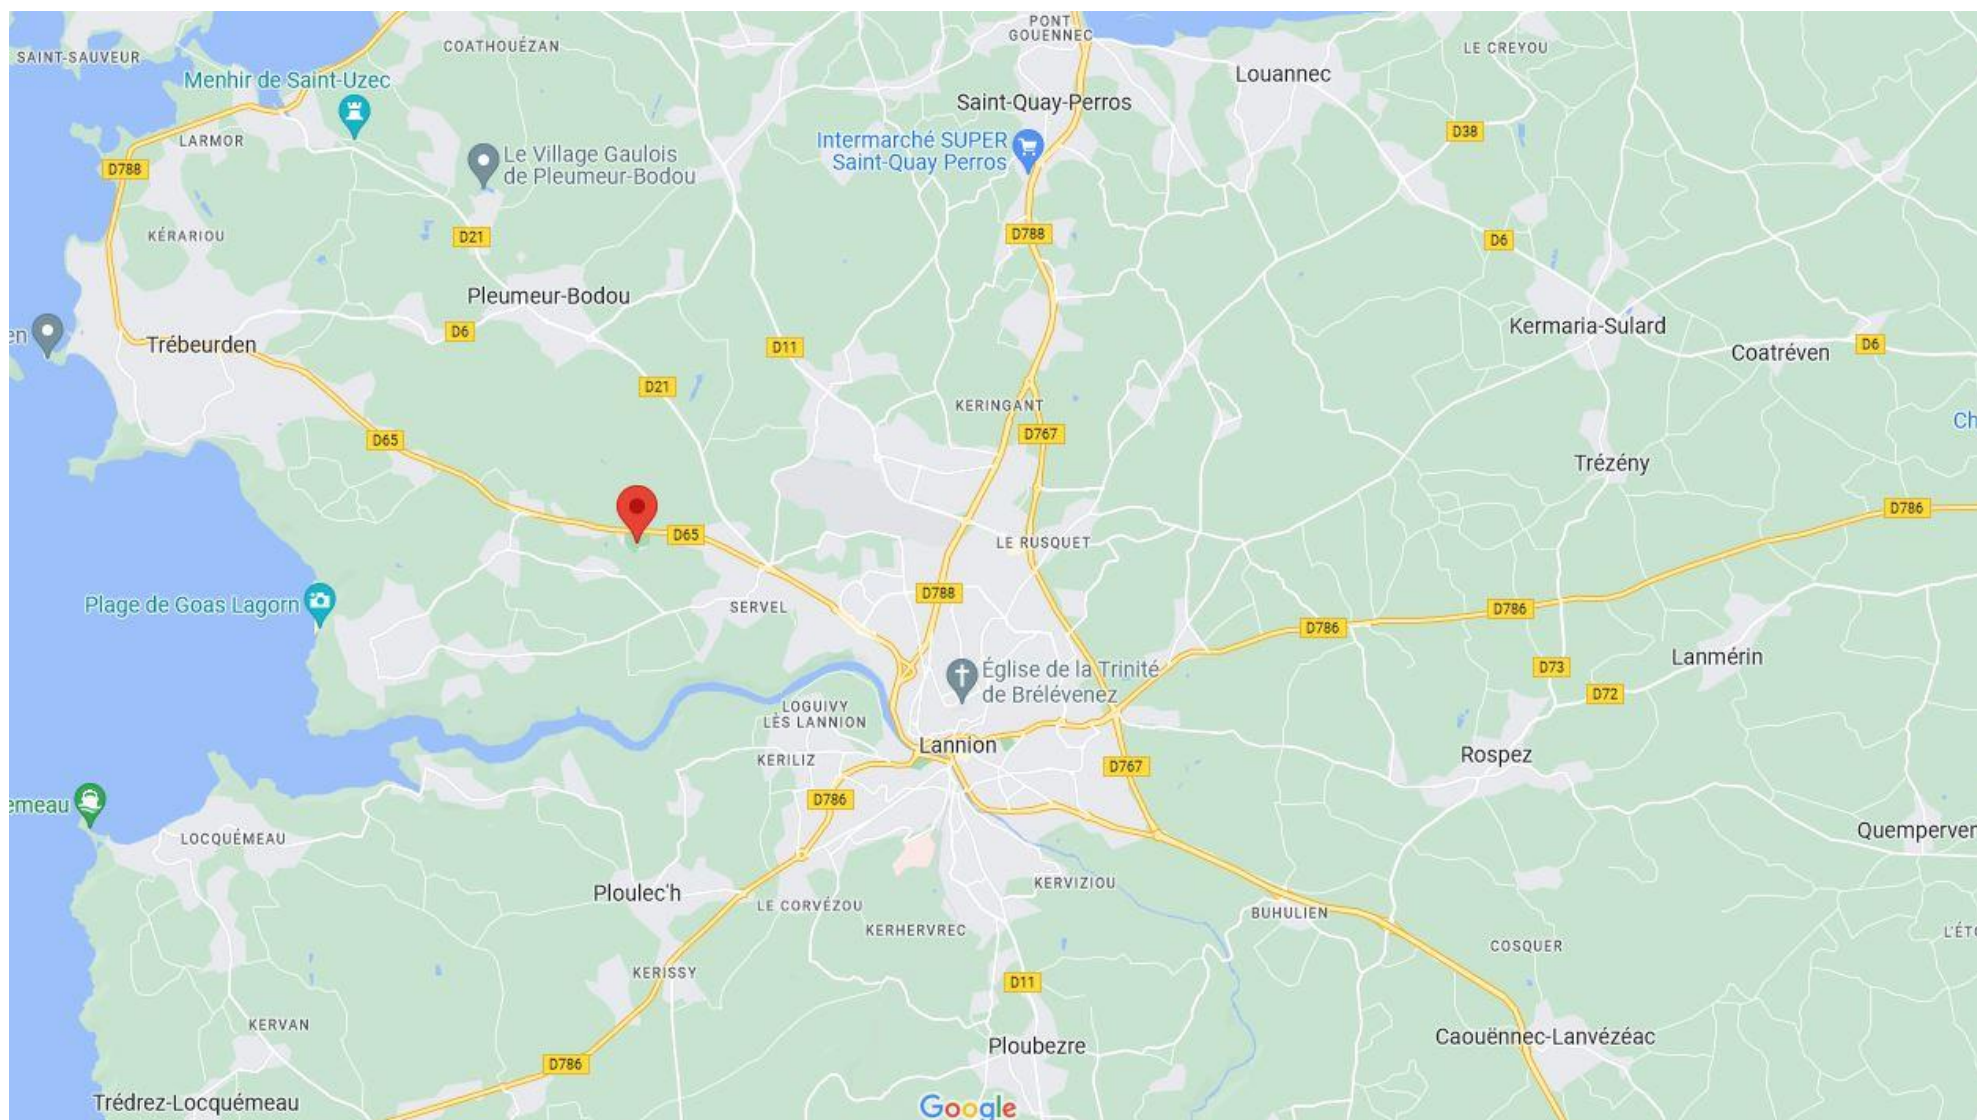 PONT
GOUENNEC
COATHOUÉZAN
LE CREYOU
SAINT-SAUVEUR
Menhir de Saint-Uzec
Louannec
Saint-Quay-Perros
LARMOR
Intermarché SUPER
Saint-Quay Perros
D38
Le Village Gaulois
de Pleumeur-Bodou
D788
KÉRARIOU
D21
D788
D6
Pleumeur-Bodou
en
Trébeurden
D6
D11
Kermaria-Sulard
Coatréven
D6
D21
KERINGANT
Ch
D65
D767
Trézény
D786
D65
LE RUSQUET
D788
Plage de Goas Lagorn
SERVEL
D786
D786
Église de la Trinité
de Brélévenez
D73
Lanmérin
D72
LOGUIVY
LÈS LANNION
Lannion
KERILIZ
D767
Rospez
emeau
D786
LOCQUÉMEAU
Quemperven
Ploulec'h
KERVIZIOU
LE CORVÉZOU
BUHULIEN
KERHERVREC
L'ÉTO
COSQUER
KERISSY
D11
KERVAN
Caouënnec-Lanvézéac
Ploubezre
D786
Trédrez-Locquémeau
Google